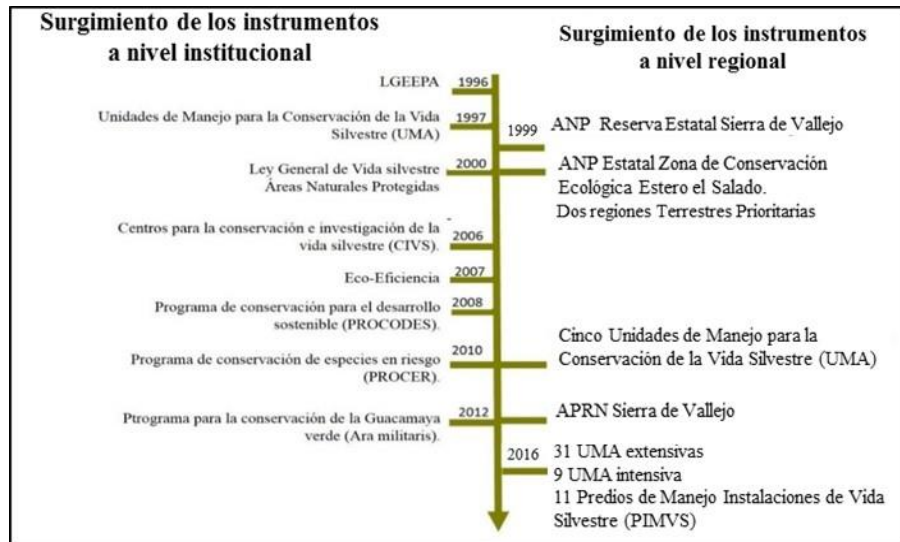 Surgimiento de los instrumentos
a nivel institucional
LGEEPA
1996
Unidades de Manejo para la Conservación de la Vida
Silvestre (UMA)
1997
Ley General de Vida silvestre
Áreas Naturales Protegidas
2000
Centros para la conservación e investigación de la
vida silvestre (CIVS).
2006
Eco-Eficiencia
2007
Programa de conservación para el desarrollo
sostenible (PROCODES).
2008
Programa de conservación de especies en riesgo
(PROCER).
2010
Ptrograma para la conservación de la Guacamaya
verde (Ara militaris).
2012
Surgimiento de los instrumentos
a nivel regional
1999
ANP Reserva Estatal Sierra de Vallejo
ANP Estatal Zona de Conservación
Ecológica Estero el Salado.
Dos regiones Terrestres Prioritarias
Cinco Unidades de Manejo para la
Conservación de la Vida Silvestre (UMA)
APRN Sierra de Vallejo
2016
31 UMA extensivas
9 UMA intensiva
11 Predios de Manejo Instalaciones de Vida
Silvestre (PIMVS)